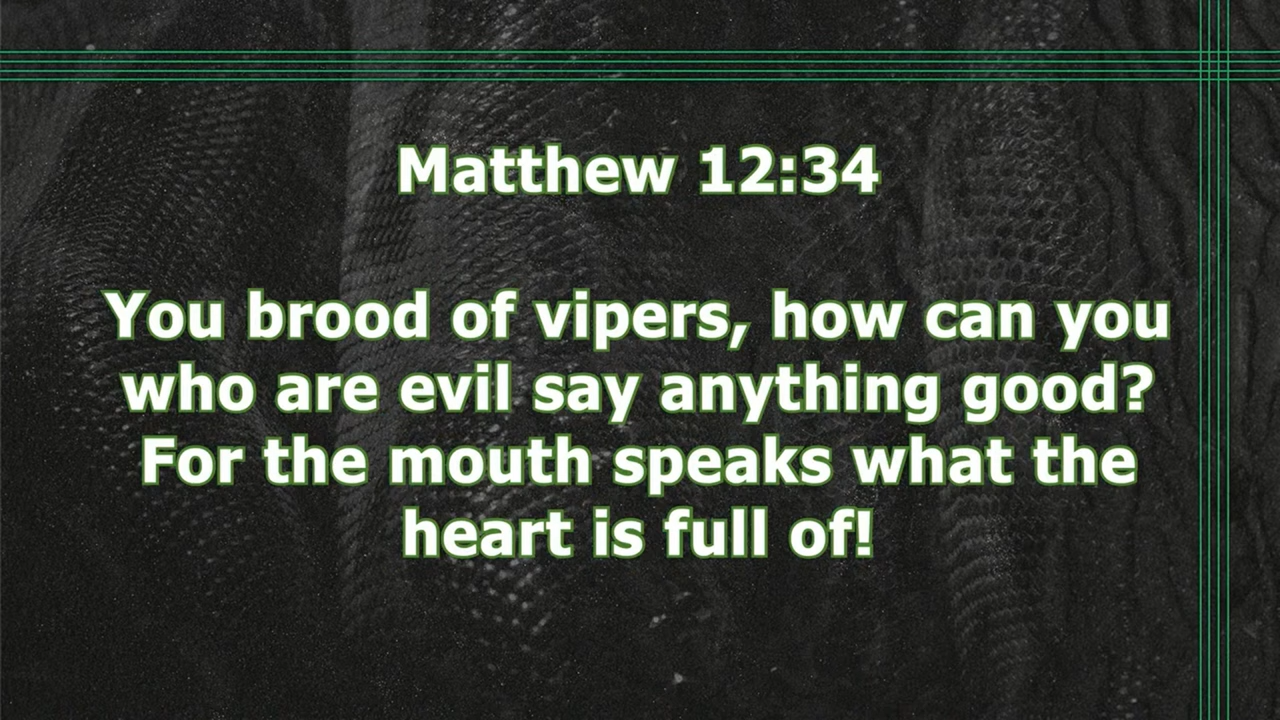 Matthew 12:34
You brood of vipers, how can you
who are evil say anything good?
For the mouth speaks what the
heart is full of!